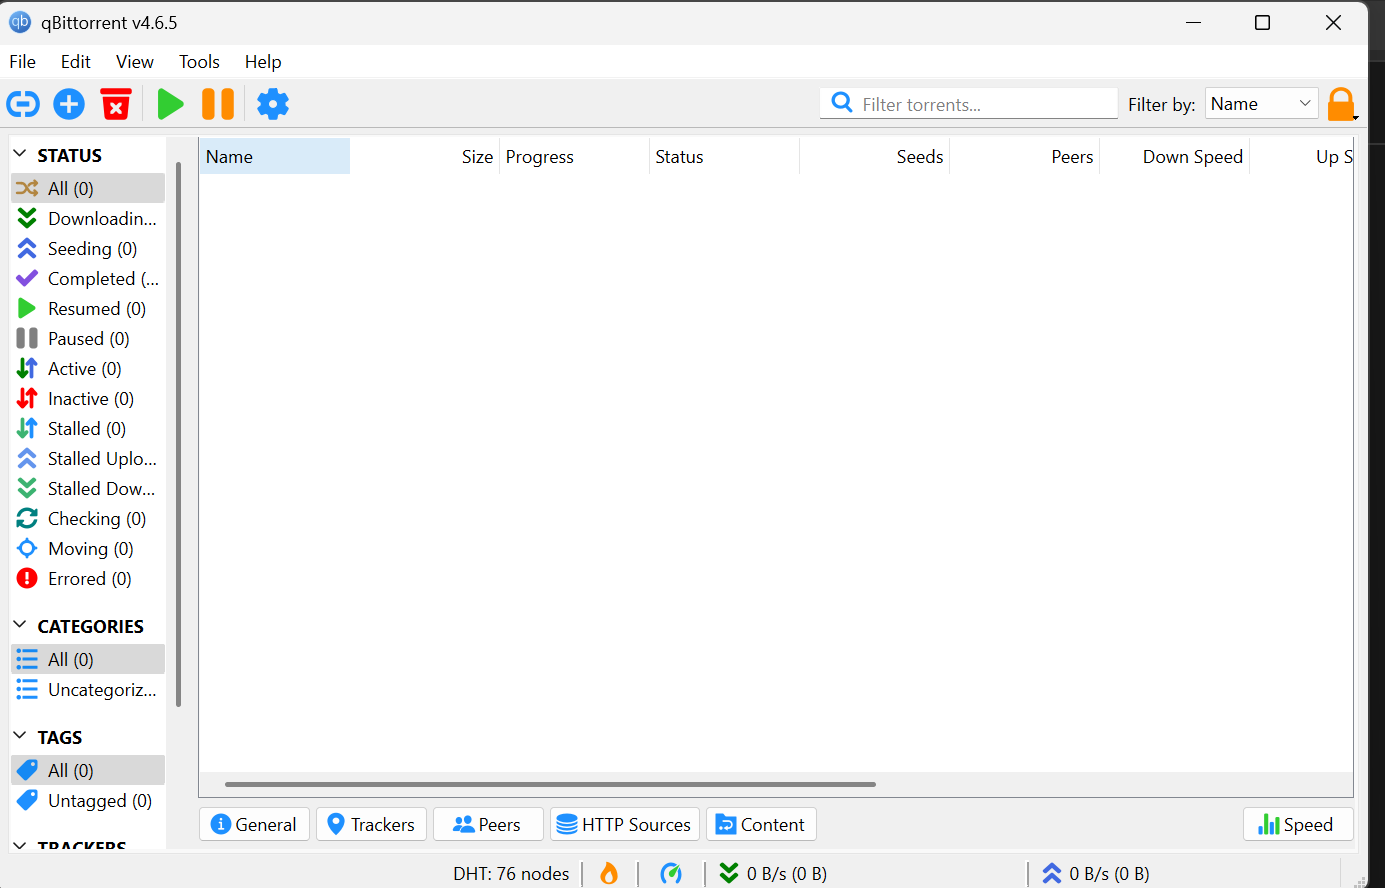 qb qBittorrent v4.6.5
File Edit View Tools Help
Filter torrents... Filter by: Name
STATUS
All (0)
Downloadin...
Seeding (0)
Completed (...
Resumed (0)
Paused (0)
Active (0)
Inactive (0)
Stalled (0)
Stalled Uplo...
Stalled Dow...
Checking (0)
Moving (0)
Errored (0)
CATEGORIES
All (0)
Uncategoriz...
TAGS
All (0)
Untagged (0)
TRACKERS
Name Size Progress Status Seeds Peers Down Speed Up S
General Trackers Peers HTTP Sources Content Speed
DHT: 76 nodes 0 B/s (0 B) 0 B/s (0 B)